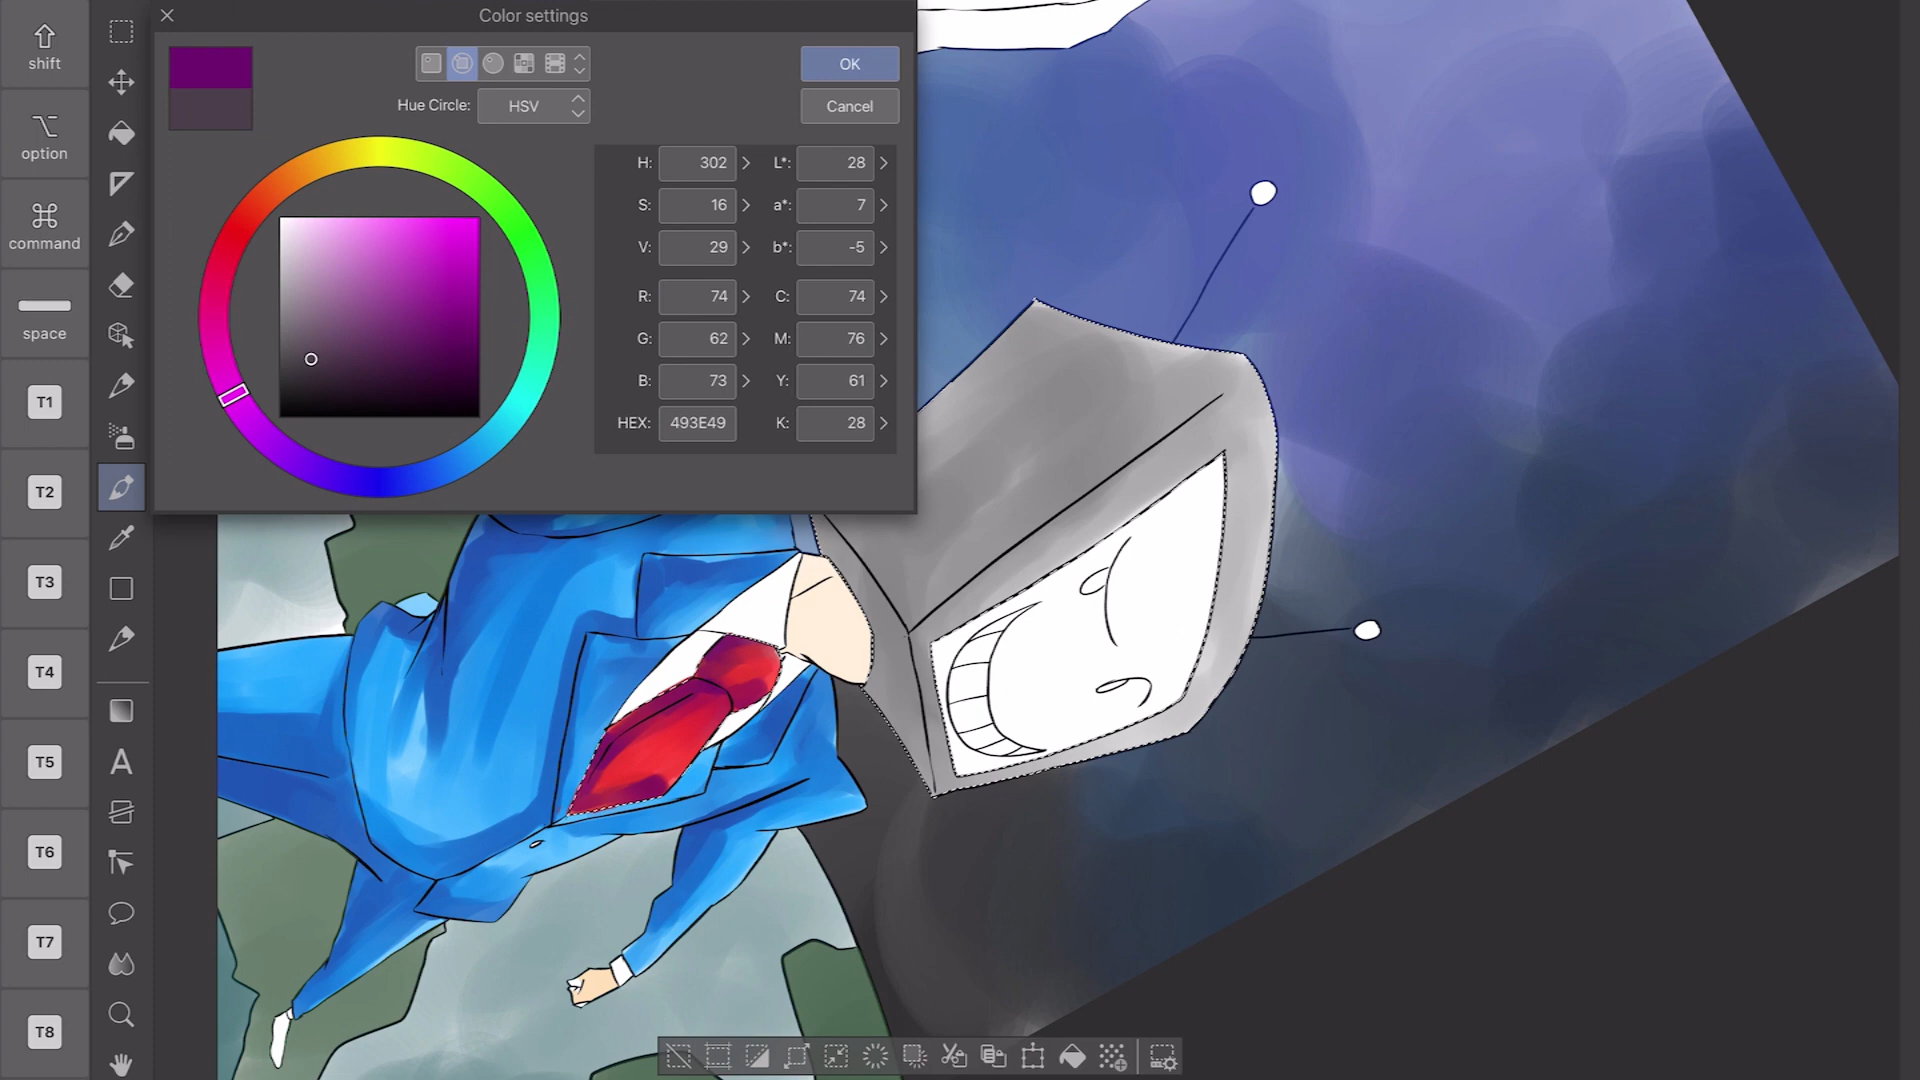 Color settings
shift
option
command
space
T1
T2
T3
T4
T5
T6
T7
T8
OK
Hue Circle: HSV
Cancel
H: 302 L*: 28
S: 16 a*: 7
V: 29 b*: -5
R: 74 C: 74
G: 62 M: 76
B: 73 Y: 61
HEX: 493E49 K: 28
A